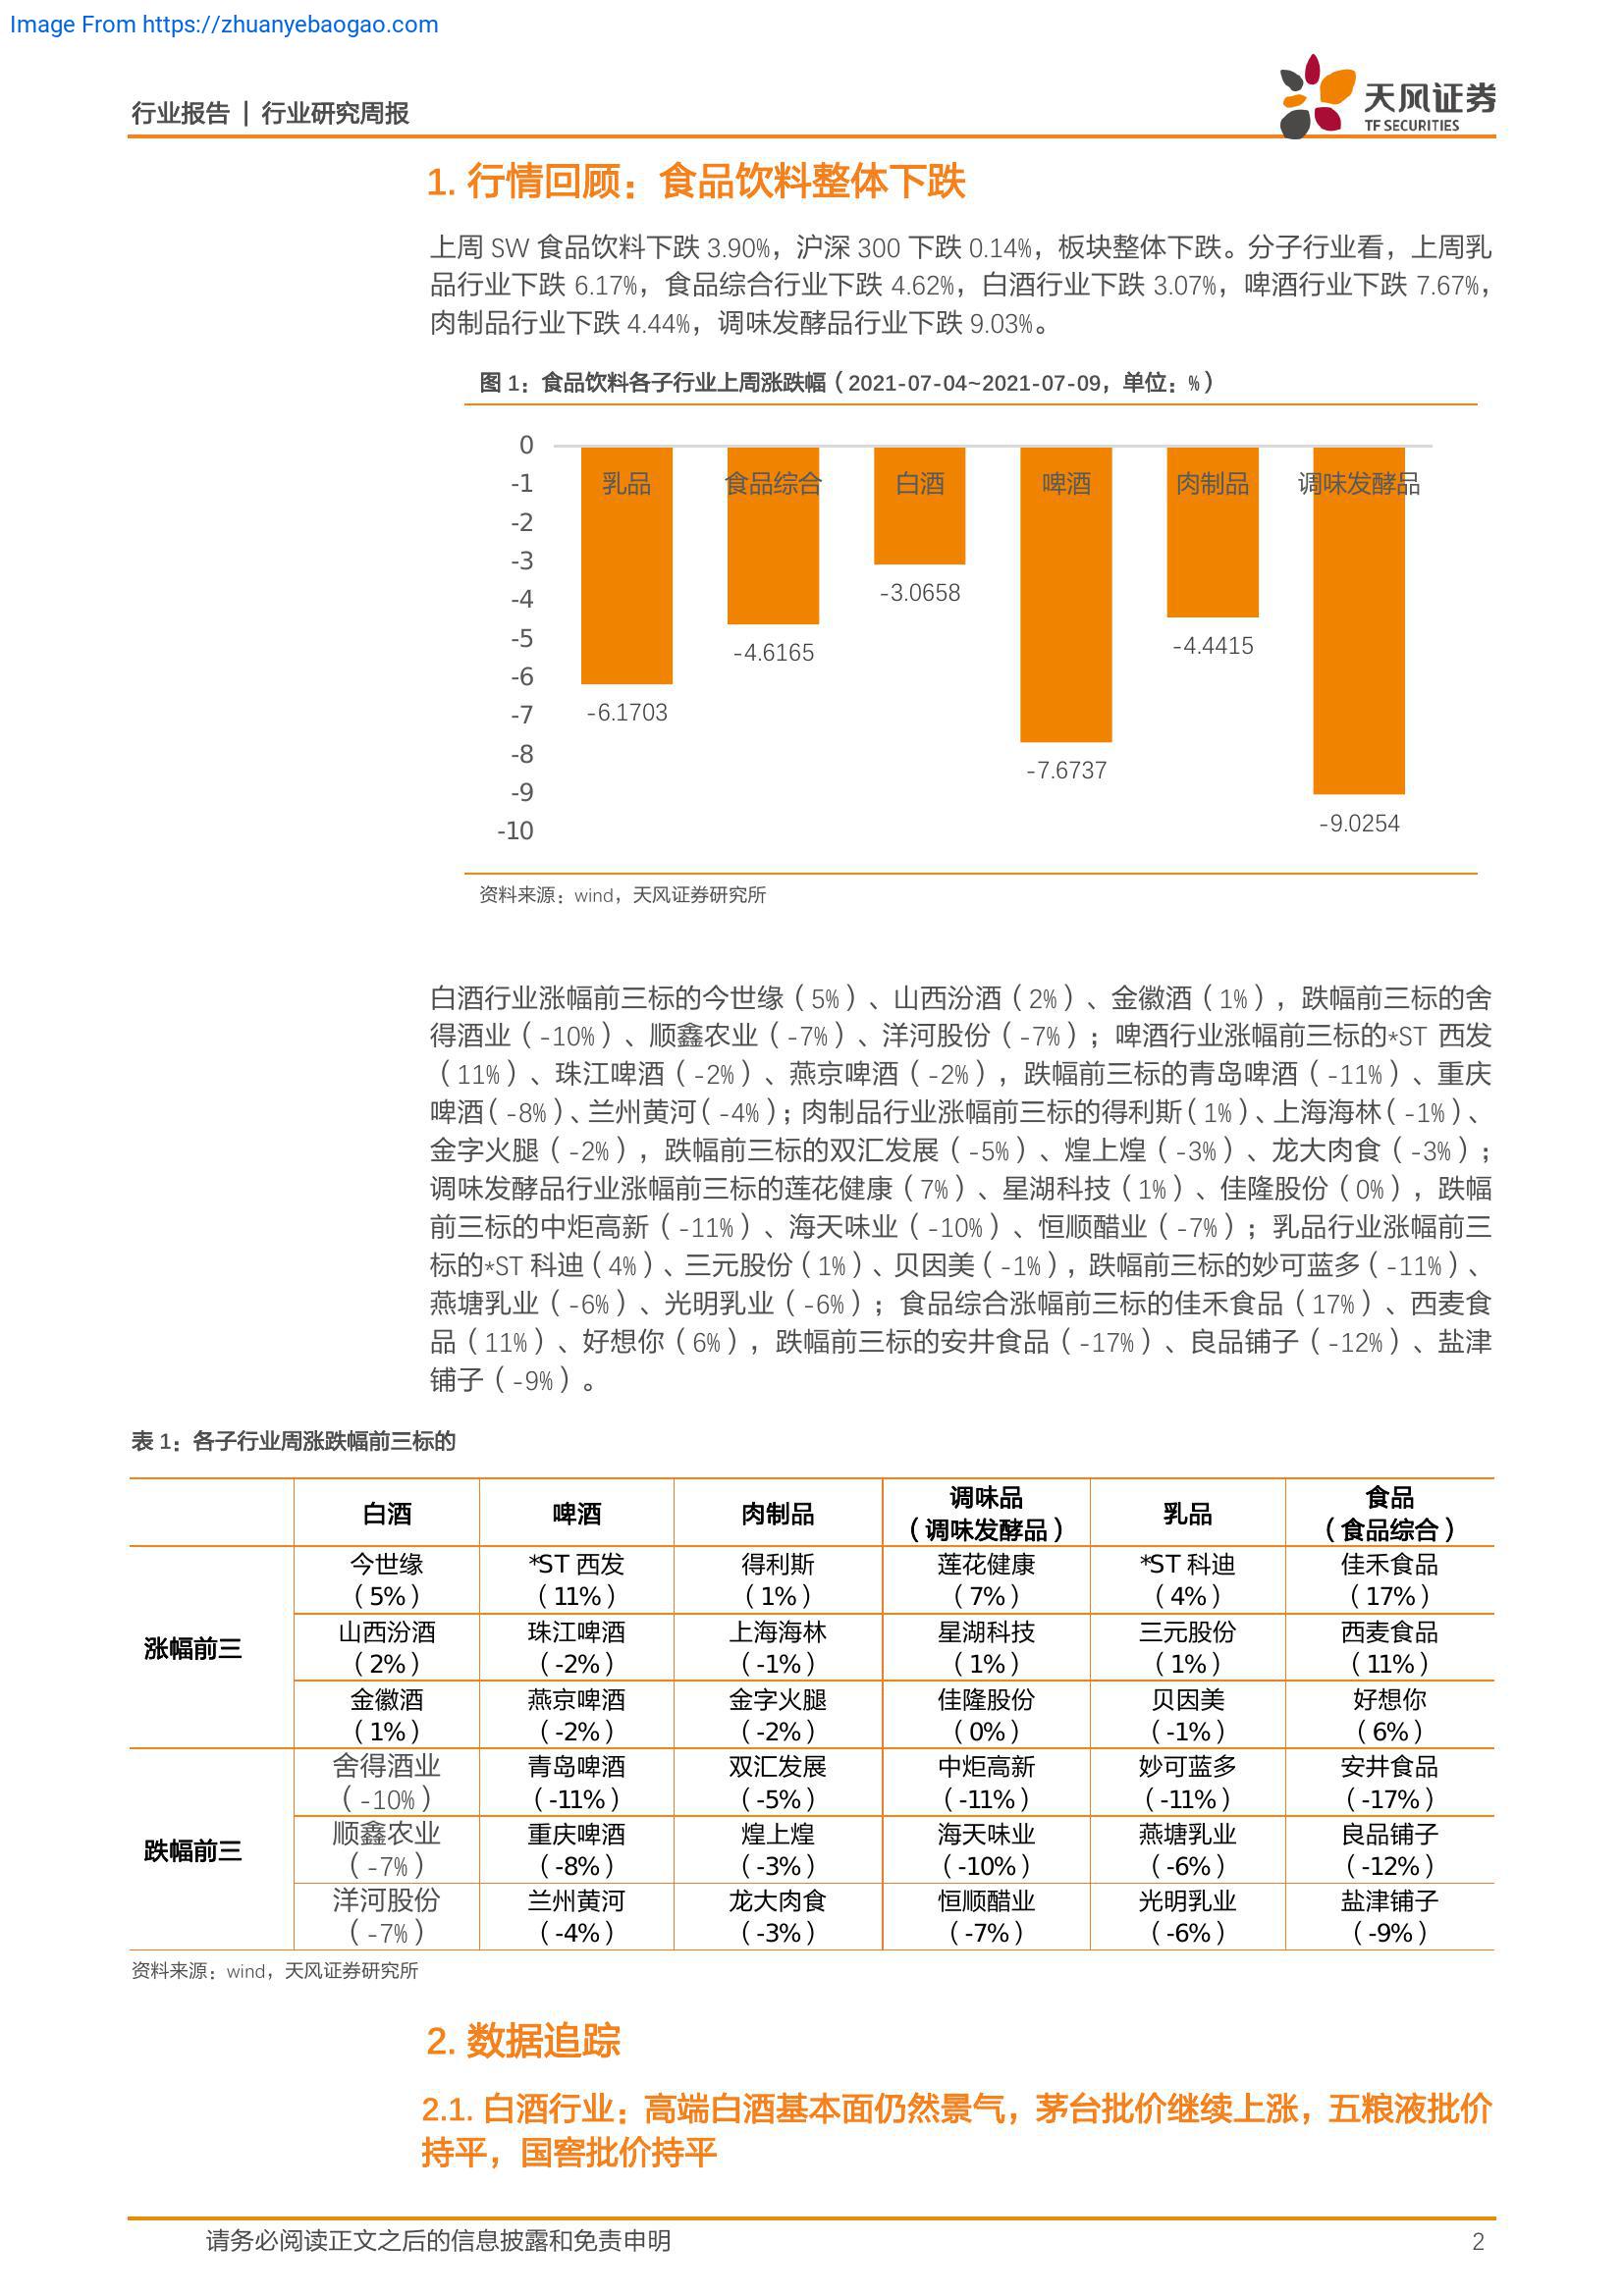 Image From https://zhuanyebaogao.com
行业报告 | 行业研究周报
天风证券
TF SECURITIES
1. 行情回顾：食品饮料整体下跌
上周 SW 食品饮料下跌 3.90%，沪深 300 下跌 0.14%，板块整体下跌。分子行业看，上周乳
品行业下跌 6.17%，食品综合行业下跌 4.62%，白酒行业下跌 3.07%，啤酒行业下跌 7.67%，
肉制品行业下跌 4.44%，调味发酵品行业下跌 9.03%。
图 1：食品饮料各子行业上周涨跌幅（2021-07-04~2021-07-09，单位：%）
0
-1
-2
-3
-4
-5
-6
-7
-8
-9
-10
乳品 食品综合 白酒 啤酒 肉制品 调味发酵品
-6.1703
-4.6165
-3.0658
-7.6737
-4.4415
-9.0254
资料来源：wind，天风证券研究所
白酒行业涨幅前三标的今世缘（5%）、山西汾酒（2%）、金徽酒（1%），跌幅前三标的舍
得酒业（-10%）、顺鑫农业（-7%）、洋河股份（-7%）；啤酒行业涨幅前三标的*ST 西发
（11%）、珠江啤酒（-2%）、燕京啤酒（-2%），跌幅前三标的青岛啤酒（-11%）、重庆
啤酒（-8%）、兰州黄河（-4%）；肉制品行业涨幅前三标的得利斯（1%）、上海海林（-1%）、
金字火腿（-2%），跌幅前三标的双汇发展（-5%）、煌上煌（-3%）、龙大肉食（-3%）；
调味发酵品行业涨幅前三标的莲花健康（7%）、星湖科技（1%）、佳隆股份（0%），跌幅
前三标的中炬高新（-11%）、海天味业（-10%）、恒顺醋业（-7%）；乳品行业涨幅前三
标的*ST 科迪（4%）、三元股份（1%）、贝因美（-1%），跌幅前三标的妙可蓝多（-11%）、
燕塘乳业（-6%）、光明乳业（-6%）；食品综合涨幅前三标的佳禾食品（17%）、西麦食
品（11%）、好想你（6%），跌幅前三标的安井食品（-17%）、良品铺子（-12%）、盐津
铺子（-9%）。
表 1：各子行业周涨跌幅前三标的
白酒 啤酒 肉制品 调味品 乳品 食品
（调味发酵品） （食品综合）
涨幅前三
今世缘 *ST 西发 得利斯 莲花健康 *ST 科迪 佳禾食品
（5%） （11%） （1%） （7%） （4%） （17%）
山西汾酒 珠江啤酒 上海海林 星湖科技 三元股份 西麦食品
（2%） （-2%） （-1%） （1%） （1%） （11%）
金徽酒 燕京啤酒 金字火腿 佳隆股份 贝因美 好想你
（1%） （-2%） （-2%） （0%） （-1%） （6%）
跌幅前三
舍得酒业 青岛啤酒 双汇发展 中炬高新 妙可蓝多 安井食品
（-10%） （-11%） （-5%） （-11%） （-11%） （-17%）
顺鑫农业 重庆啤酒 煌上煌 海天味业 燕塘乳业 良品铺子
（-7%） （-8%） （-3%） （-10%） （-6%） （-12%）
洋河股份 兰州黄河 龙大肉食 恒顺醋业 光明乳业 盐津铺子
（-7%） （-4%） （-3%） （-7%） （-6%） （-9%）
资料来源：wind，天风证券研究所
2. 数据追踪
2.1. 白酒行业：高端白酒基本面仍然景气，茅台批价继续上涨，五粮液批价
持平，国窖批价持平
请务必阅读正文之后的信息披露和免责申明
2